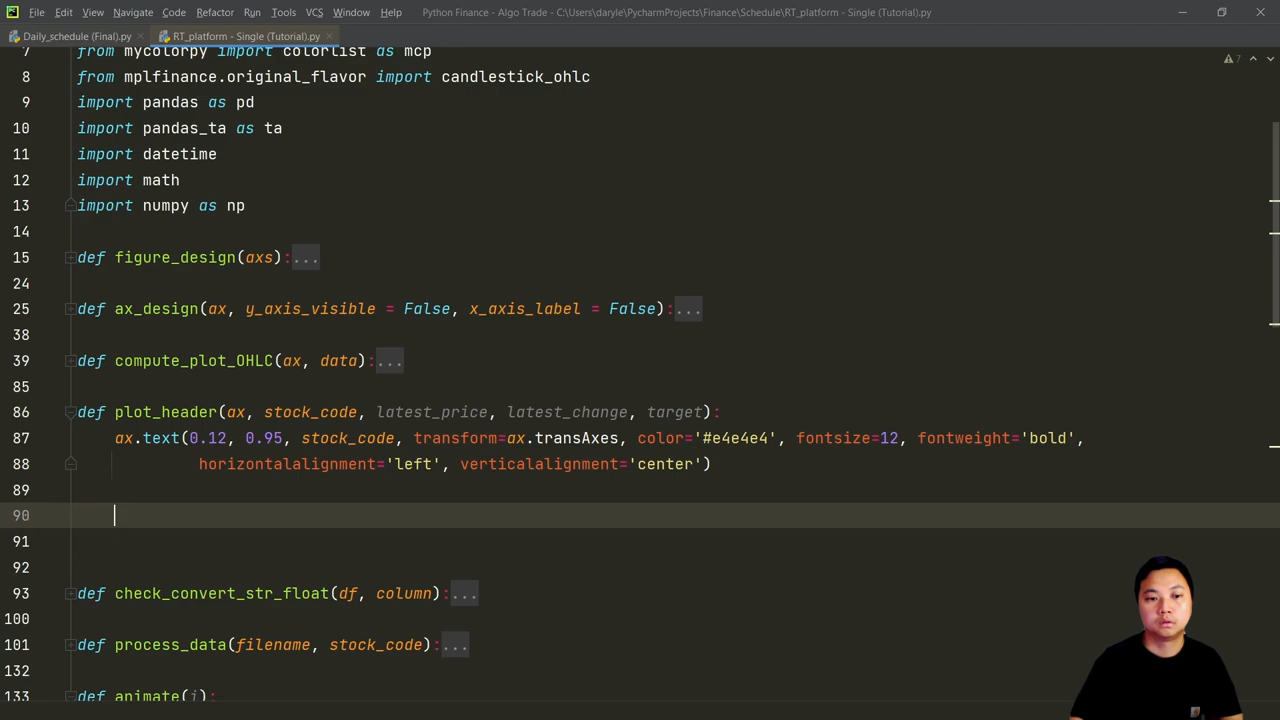 File Edit View Navigate Code Refactor Run Tools VCS Window Help Python Finance - Algo Trade - C:\Users\daryle\PycharmProjects\Finance\Schedule\RT_platform - Single (Tutorial).py
Daily_schedule (Final).py RT_platform - Single (Tutorial).py
7 from mycolorpy import colorlist as mcp
7
8 from mplfinance.original_flavor import candlestick_ohlc
9 import pandas as pd
10 import pandas_ta as ta
11 import datetime
12 import math
13 import numpy as np
14
15 def figure_design(axs):...
24
25 def ax_design(ax, y_axis_visible = False, x_axis_label = False):...
38
39 def compute_plot_OHLC(ax, data):...
85
86 def plot_header(ax, stock_code, latest_price, latest_change, target):
87 ax.text(0.12, 0.95, stock_code, transform=ax.transAxes, color='#e4e4e4', fontsize=12, fontweight='bold',
88 horizontalalignment='left', verticalalignment='center')
89
90
91
92
93 def check_convert_str_float(df, column):...
100
101 def process_data(filename, stock_code):...
132
133 def animate(i):